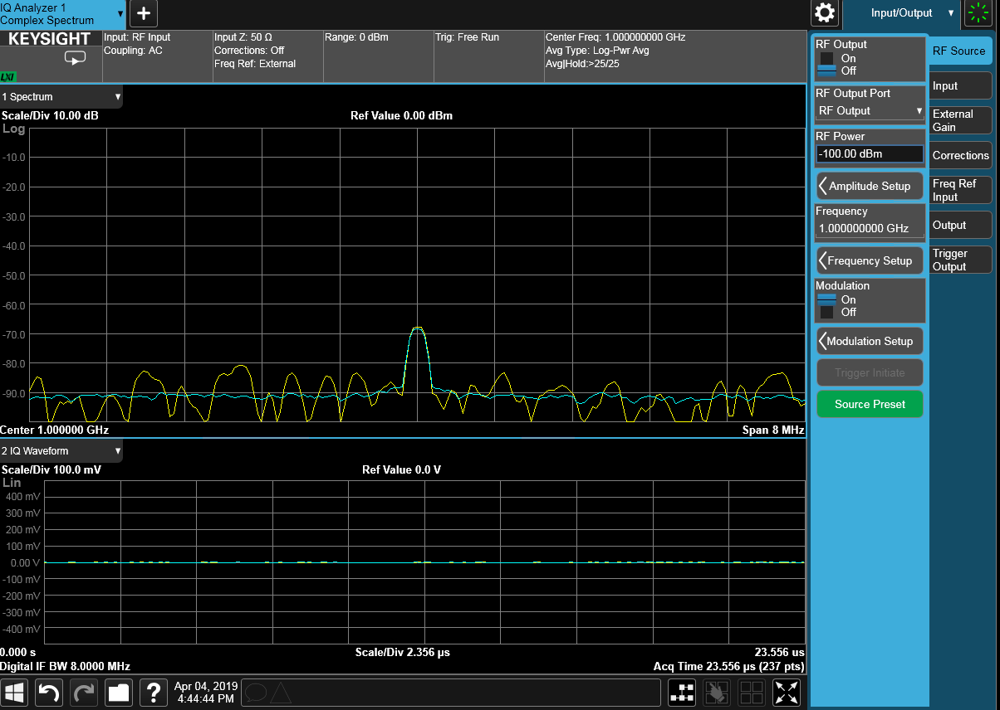 IQ Analyzer 1
Complex Spectrum
+
Input/Output
KEYSIGHT
LXI
Input: RF Input
Coupling: AC
Input Z: 50 Ω
Corrections: Off
Freq Ref: External
Range: 0 dBm
Trig: Free Run
Center Freq: 1.000000000 GHz
Avg Type: Log-Pwr Avg
Avg|Hold:>25/25
1 Spectrum
Scale/Div 10.00 dB
Ref Value 0.00 dBm
Log
-10.0
-20.0
-30.0
-40.0
-50.0
-60.0
-70.0
-80.0
-90.0
Center 1.000000 GHz
Span 8 MHz
2 IQ Waveform
Scale/Div 100.0 mV
Ref Value 0.0 V
Lin
400 mV
300 mV
200 mV
100 mV
0.00 V
-100 mV
-200 mV
-300 mV
-400 mV
0.000 s
Scale/Div 2.356 µs
23.556 us
Digital IF BW 8.0000 MHz
Acq Time 23.556 µs (237 pts)
?
Apr 04, 2019
4:44:44 PM
RF Output
On
Off
RF Output Port
RF Output
RF Power
-100.00 dBm
Amplitude Setup
Frequency
1.000000000 GHz
Frequency Setup
Modulation
On
Off
Modulation Setup
Trigger Initiate
Source Preset
RF Source
Input
External
Gain
Corrections
Freq Ref
Input
Output
Trigger
Output